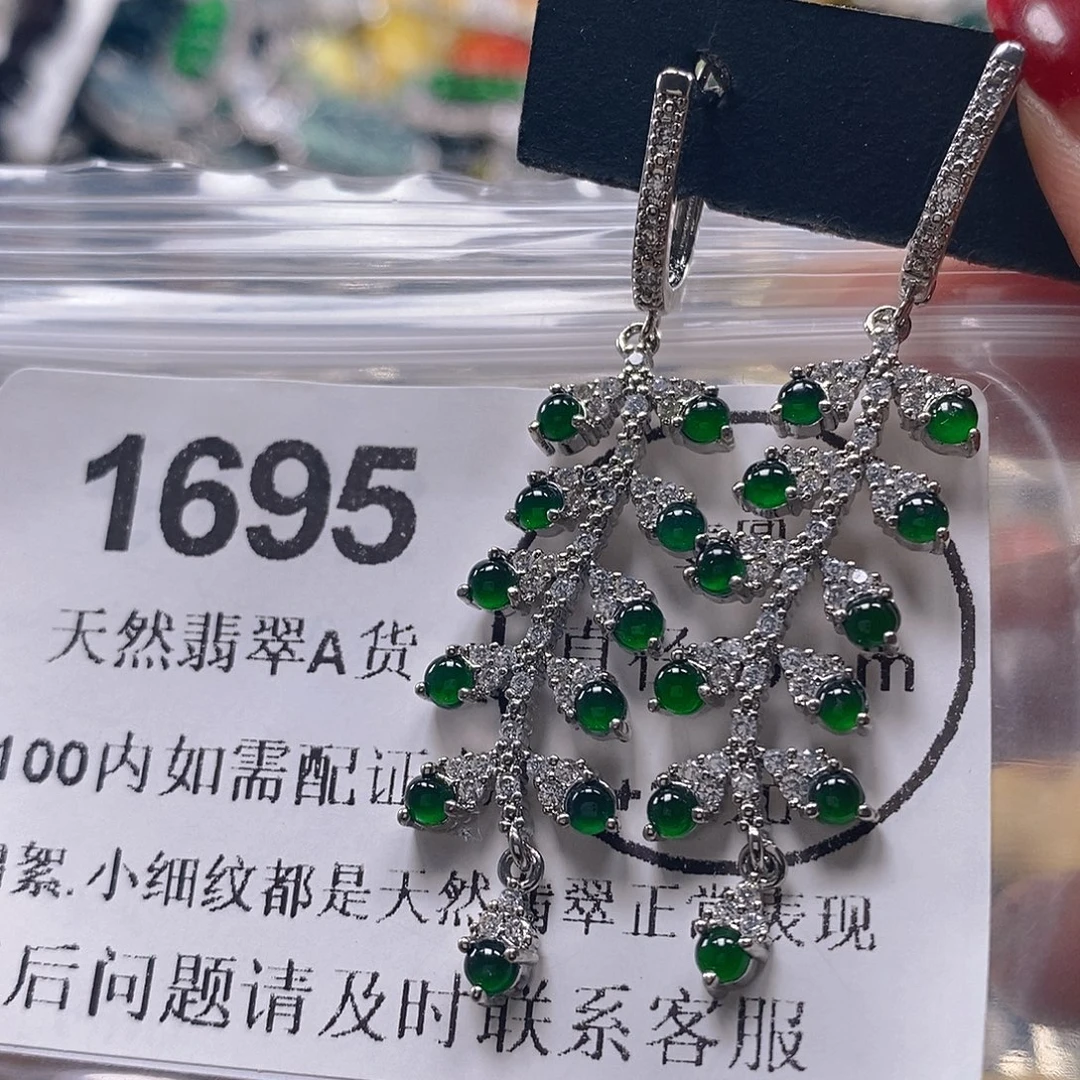 1695
天然翡翠A货
100内如需配证
絮.小细纹都是天然翡翠正常表现
后问题请及时联系客服